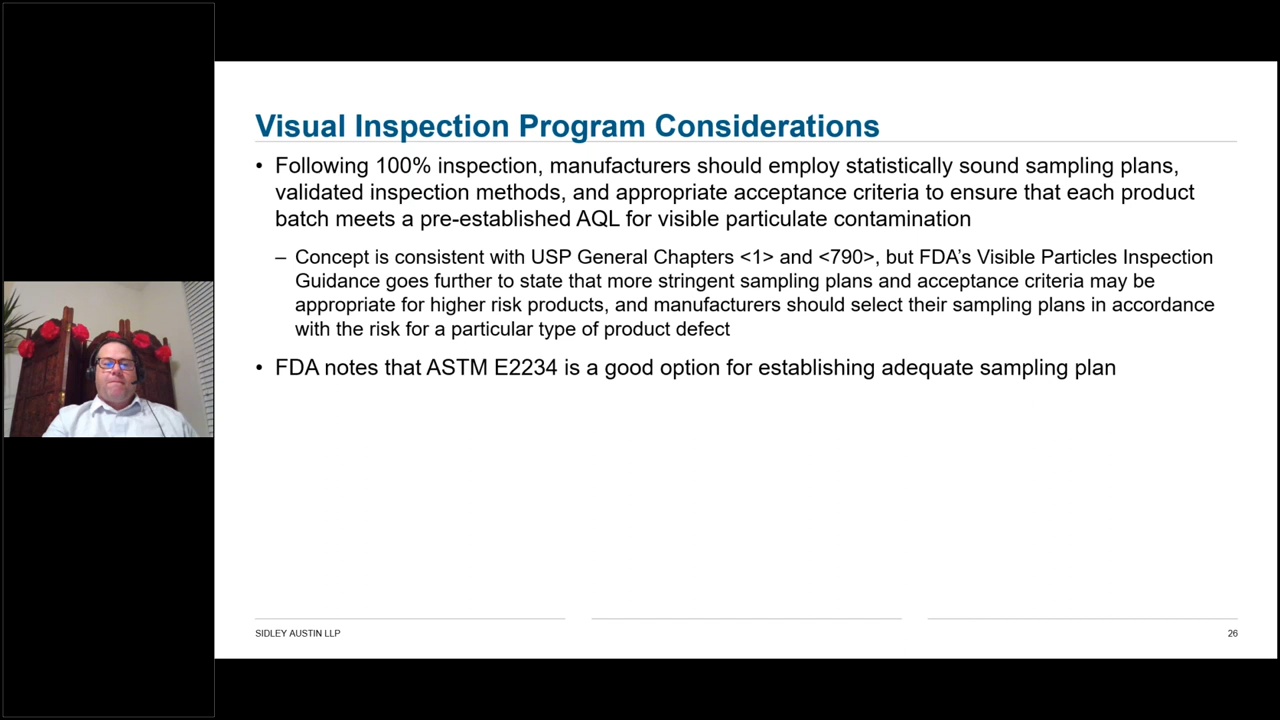 Visual Inspection Program Considerations
• Following 100% inspection, manufacturers should employ statistically sound sampling plans,
validated inspection methods, and appropriate acceptance criteria to ensure that each product
batch meets a pre-established AQL for visible particulate contamination
– Concept is consistent with USP General Chapters <1> and <790>, but FDA's Visible Particles Inspection
Guidance goes further to state that more stringent sampling plans and acceptance criteria may be
appropriate for higher risk products, and manufacturers should select their sampling plans in accordance
with the risk for a particular type of product defect
• FDA notes that ASTM E2234 is a good option for establishing adequate sampling plan
SIDLEY AUSTIN LLP
26